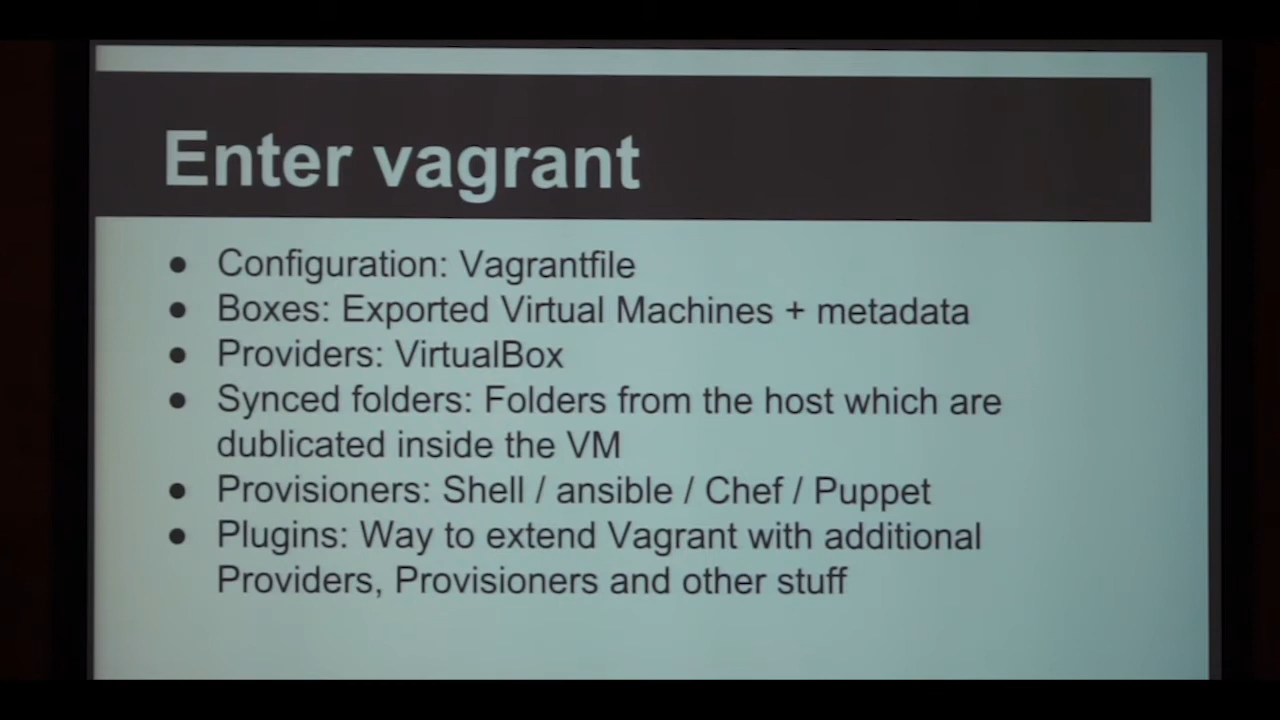 Enter vagrant
● Configuration: Vagrantfile
● Boxes: Exported Virtual Machines + metadata
● Providers: VirtualBox
● Synced folders: Folders from the host which are
dublicated inside the VM
● Provisioners: Shell / ansible / Chef / Puppet
● Plugins: Way to extend Vagrant with additional
Providers, Provisioners and other stuff